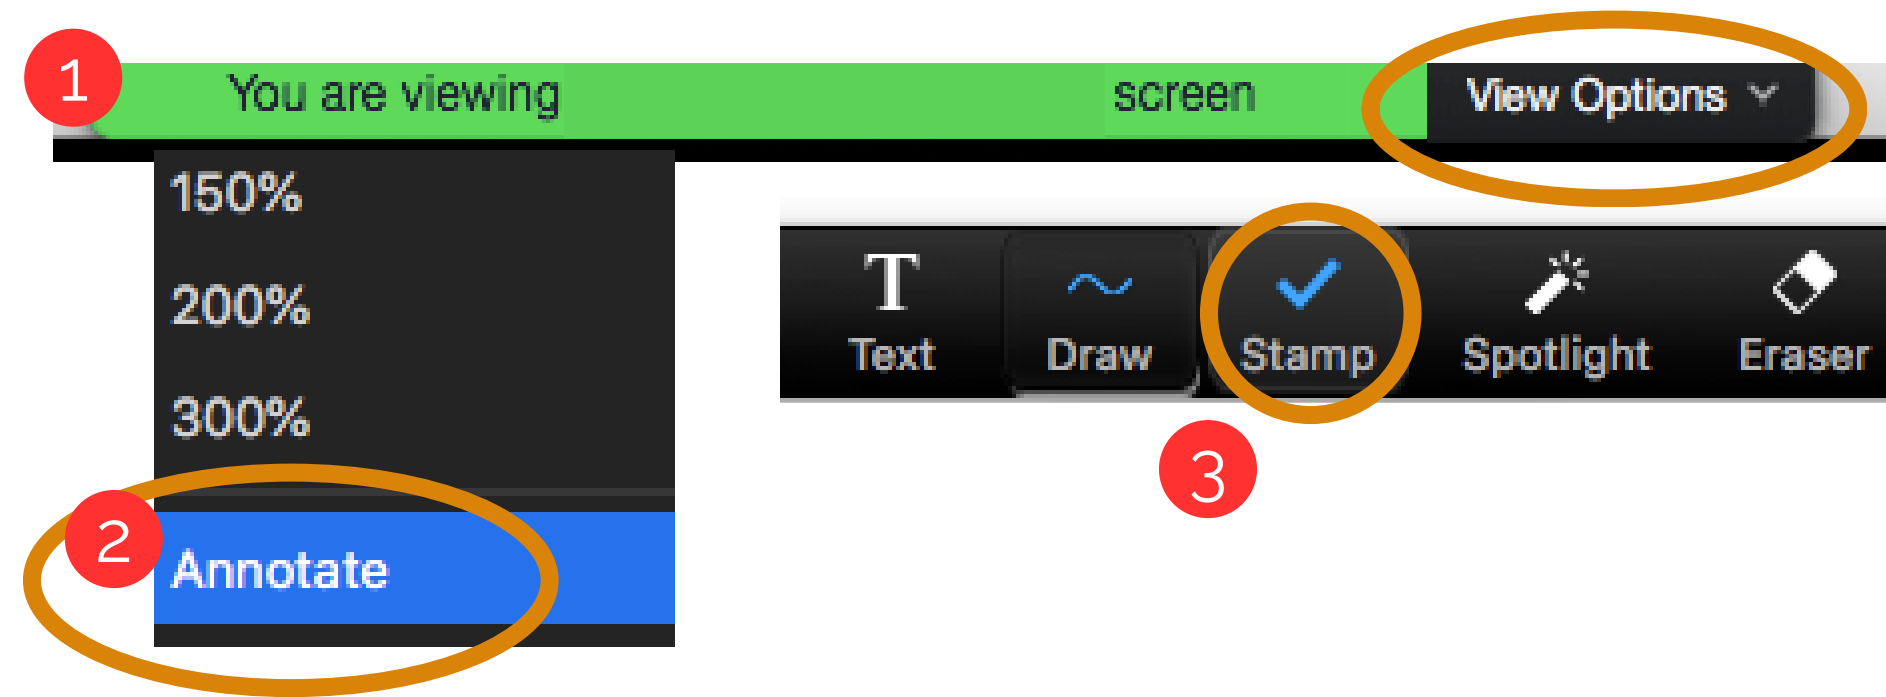 1
You are viewing screen View Options
150%
200%
300%
2
Annotate
Text Draw Stamp Spotlight Eraser
3